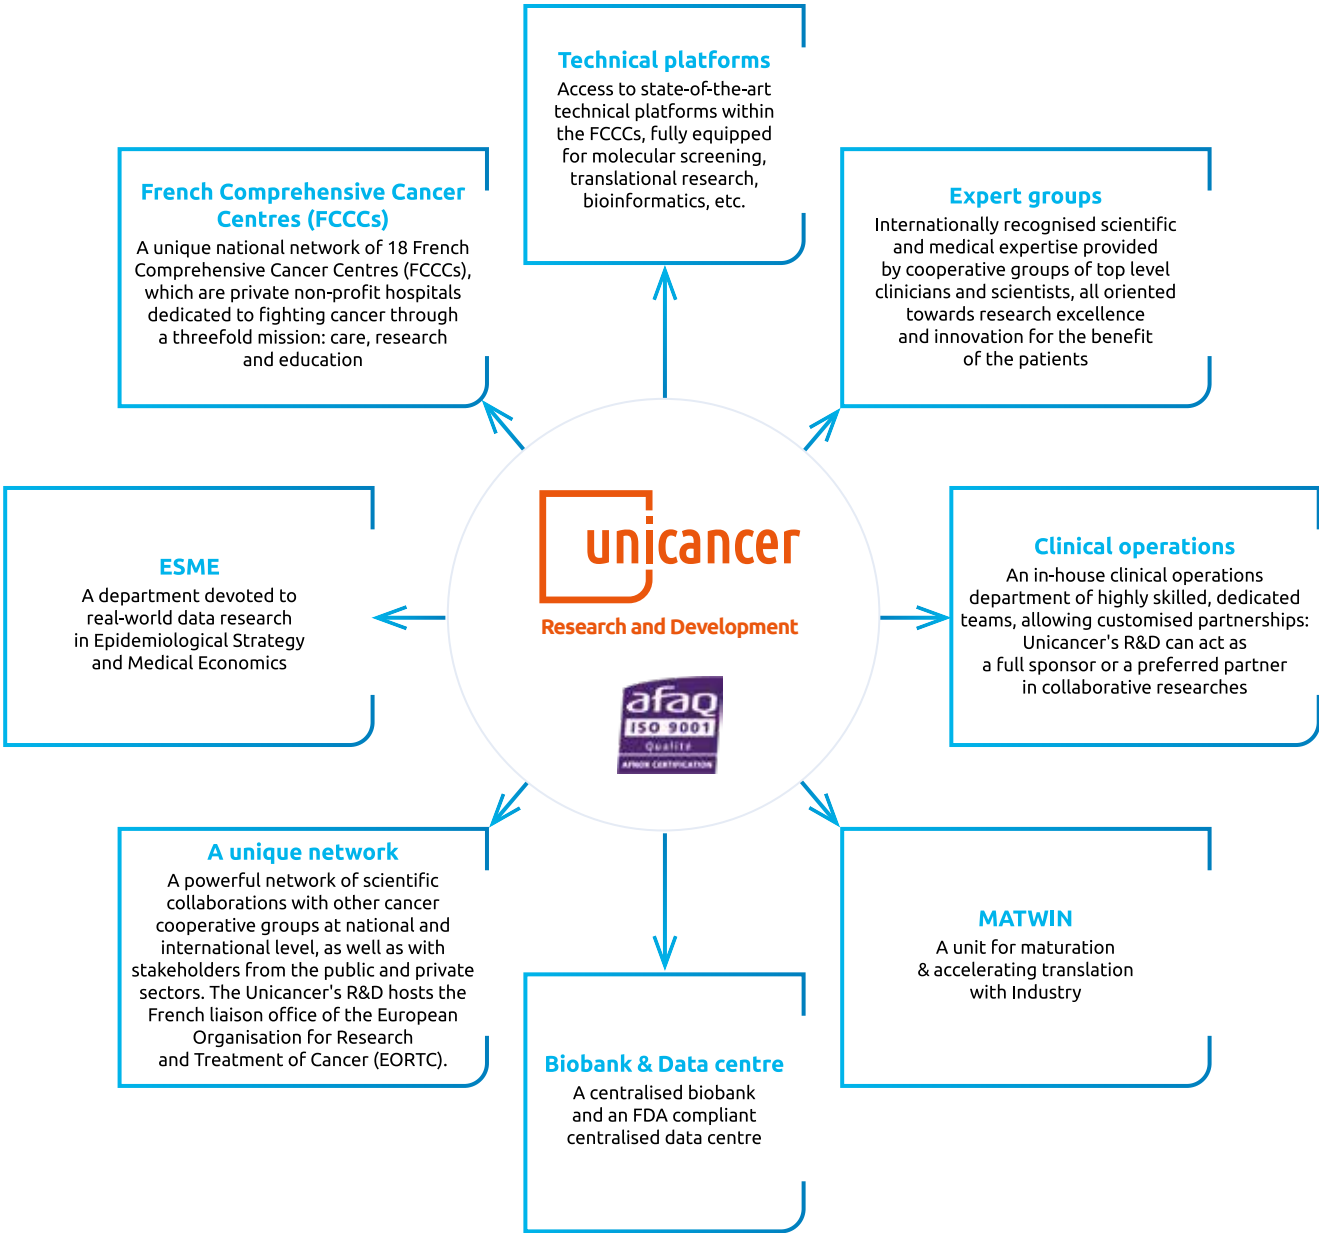 Technical platforms
Access to state-of-the-art
technical platforms within
the FCCCs, fully equipped
for molecular screening,
translational research,
bioinformatics, etc.
French Comprehensive Cancer
Centres (FCCCs)
A unique national network of 18 French
Comprehensive Cancer Centres (FCCCs),
which are private non-profit hospitals
dedicated to fighting cancer through
a threefold mission: care, research
and education
Expert groups
Internationally recognised scientific
and medical expertise provided
by cooperative groups of top level
clinicians and scientists, all oriented
towards research excellence
and innovation for the benefit
of the patients
ESME
A department devoted to
real-world data research
in Epidemiological Strategy
and Medical Economics
unicancer
Research and Development
afaq
ISO 9001
Qualité
AFNOR CERTIFICATION
Clinical operations
An in-house clinical operations
department of highly skilled, dedicated
teams, allowing customised partnerships:
Unicancer's R&D can act as
a full sponsor or a preferred partner
in collaborative researches
A unique network
A powerful network of scientific
collaborations with other cancer
cooperative groups at national and
international level, as well as with
stakeholders from the public and private
sectors. The Unicancer's R&D hosts the
French liaison office of the European
Organisation for Research
and Treatment of Cancer (EORTC).
Biobank & Data centre
A centralised biobank
and an FDA compliant
centralised data centre
MATWIN
A unit for maturation
& accelerating translation
with Industry